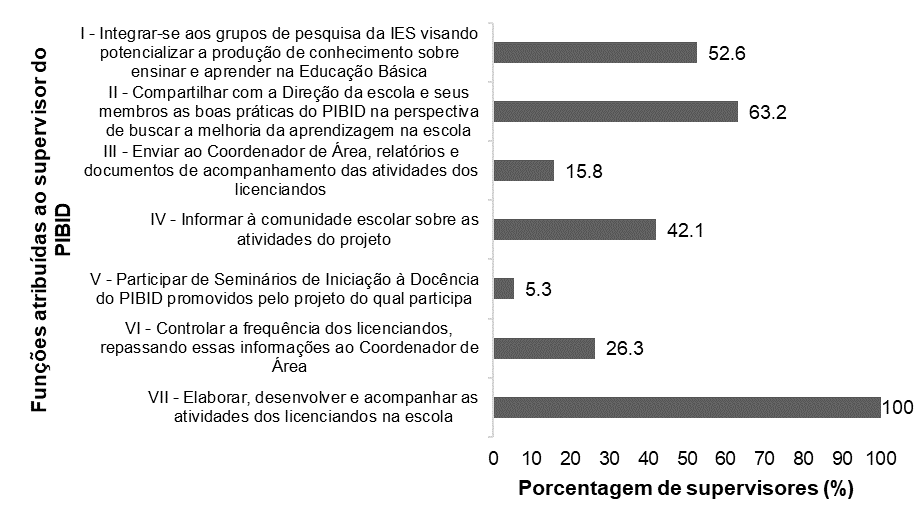 Funções atribuídas ao supervisor do
PIBID
I - Integrar-se aos grupos de pesquisa da IES visando
potencializar a produção de conhecimento sobre
ensinar e aprender na Educação Básica
52.6
II - Compartilhar com a Direção da escola e seus
membros as boas práticas do PIBID na perspectiva
de buscar a melhoria da aprendizagem na escola
63.2
III - Enviar ao Coordenador de Área, relatórios e
documentos de acompanhamento das atividades dos
licenciandos
15.8
IV - Informar à comunidade escolar sobre as
atividades do projeto
42.1
V - Participar de Seminários de Iniciação à Docência
do PIBID promovidos pelo projeto do qual participa
5.3
VI - Controlar a frequência dos licenciandos,
repassando essas informações ao Coordenador de
Área
26.3
VII - Elaborar, desenvolver e acompanhar as
atividades dos licenciandos na escola
100
0 10 20 30 40 50 60 70 80 90 100
Porcentagem de supervisores (%)